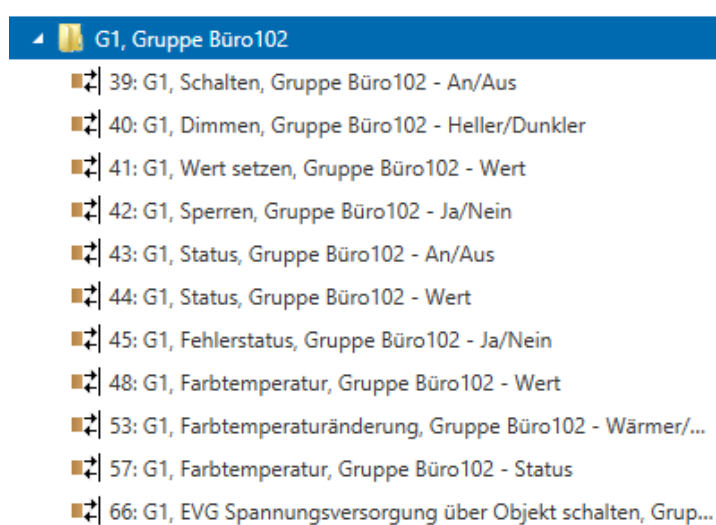 G1, Gruppe Büro102
39: G1, Schalten, Gruppe Büro102 - An/Aus
40: G1, Dimmen, Gruppe Büro102 - Heller/Dunkler
41: G1, Wert setzen, Gruppe Büro102 - Wert
42: G1, Sperren, Gruppe Büro102 - Ja/Nein
43: G1, Status, Gruppe Büro102 - An/Aus
44: G1, Status, Gruppe Büro102 - Wert
45: G1, Fehlerstatus, Gruppe Büro102 - Ja/Nein
48: G1, Farbtemperatur, Gruppe Büro102 - Wert
53: G1, Farbtemperaturänderung, Gruppe Büro102 - Wärmer/...
57: G1, Farbtemperatur, Gruppe Büro102 - Status
66: G1, EVG Spannungsversorgung über Objekt schalten, Grup...